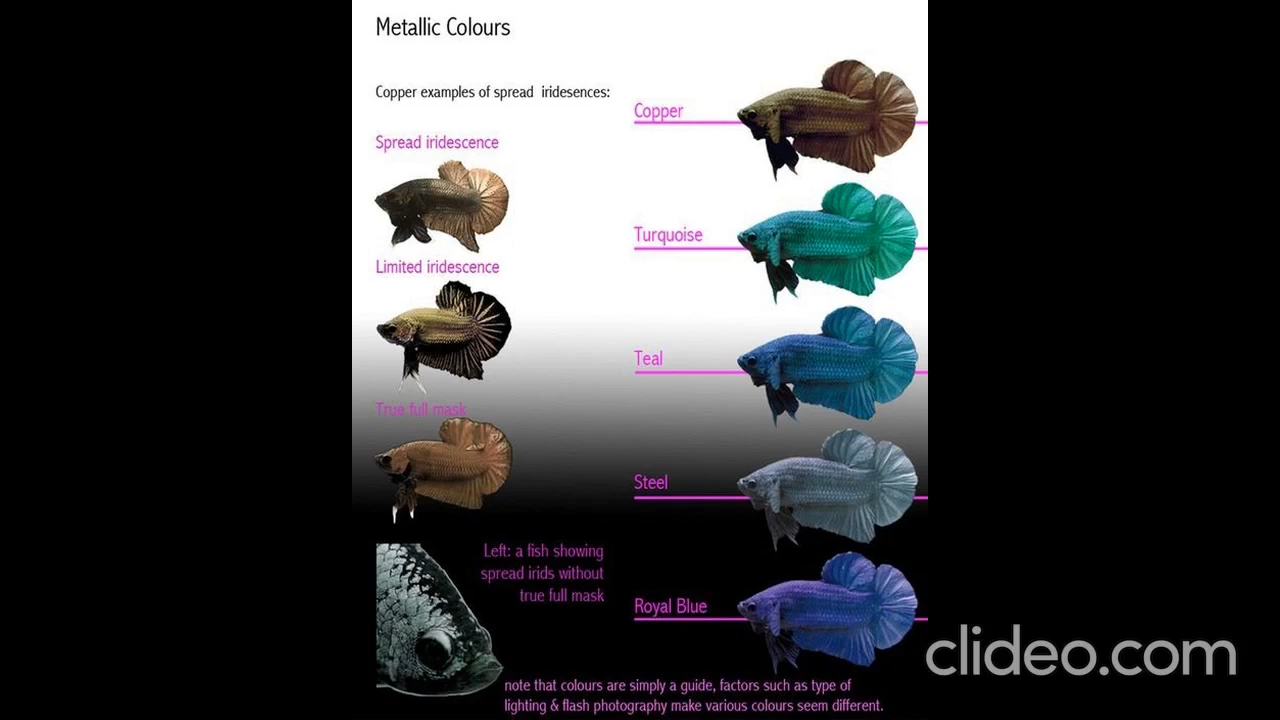 Metallic Colours
Copper examples of spread iridesences:
Spread iridescence
Limited iridescence
True full mask
Left: a fish showing
spread irids without
true full mask
Copper
Turquoise
Teal
Steel
Royal Blue
note that colours are simply a guide, factors such as type of
lighting & flash photography make various colours seem different.
clideo.com